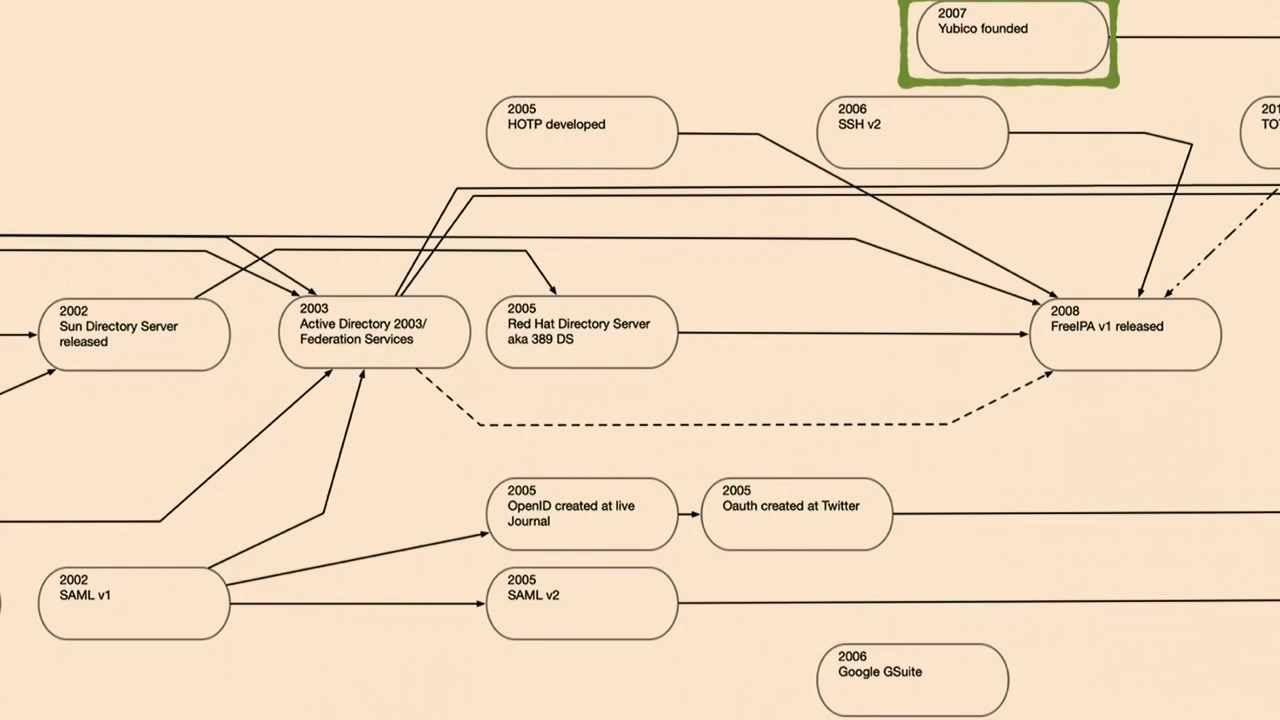 2007
Yubico founded
2005
HOTP developed
2006
SSH v2
2002
Sun Directory Server
released
2003
Active Directory 2003/
Federation Services
2005
Red Hat Directory Server
aka 389 DS
2008
FreeIPA v1 released
2005
OpenID created at live
Journal
2005
Oauth created at Twitter
2002
SAML v1
2005
SAML v2
2006
Google GSuite